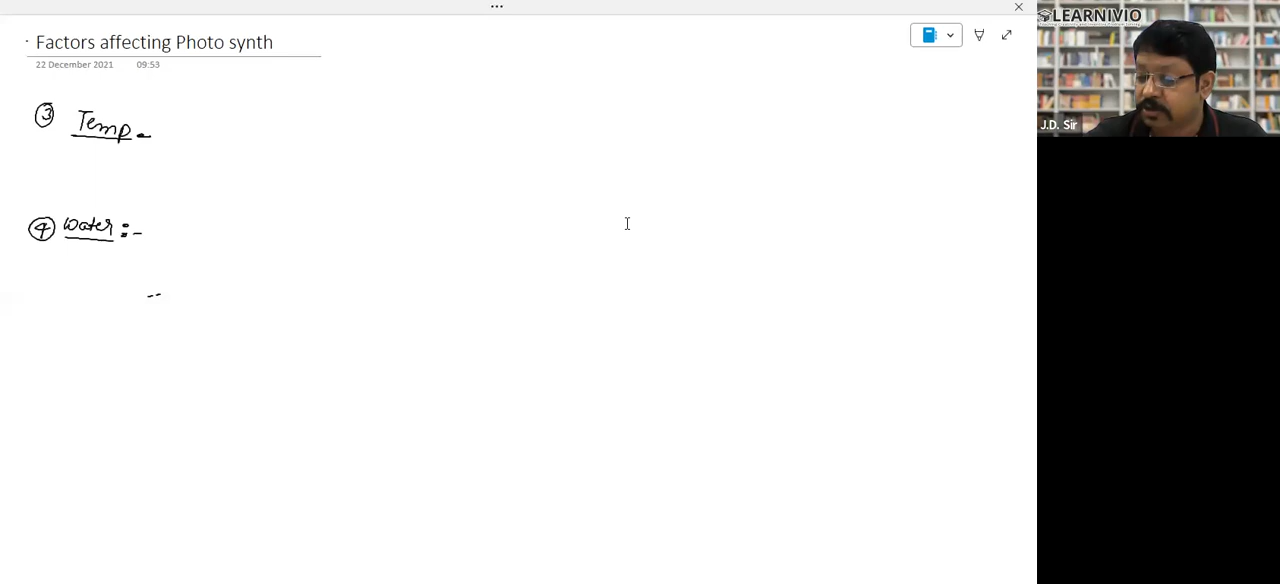 LEARNIVIO
Factors affecting Photo synth
22 December 2021 09:53
J.D. Sir
③ Temp -
④ Water :-